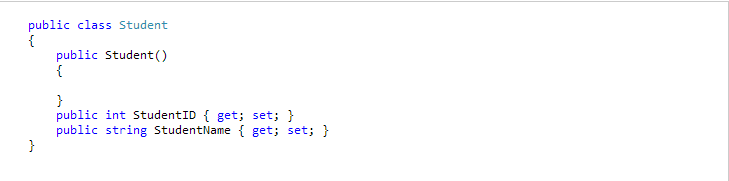 public class Student
{
public Student()
{
}
public int StudentID { get; set; }
public string StudentName { get; set; }
}